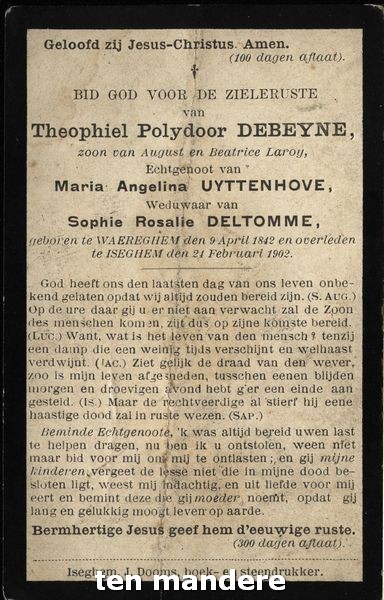 Geloofd zij Jesus-Christus. Amen.
(100 dagen aflaat).
BID GOD VOOR DE ZIELERUSTE
van
Theophiel Polydoor DEBEYNE,
zoon van August en Beatrice Laroy,
Echtgenoot van
Maria Angelina UYTTENHOVE,
Weduwaar van
Sophie Rosalie DELTOMME,
geboren te WAEREGHEM den 9 April 1842 en overleden
te ISEGHEM den 21 Februari 1902.
God heeft ons den laatsten dag van ons leven onbe-
kend gelaten opdat wij altijd zouden bereid zijn. (S. AUG.)
Op de ure daar gij u er niet aan verwacht zal de Zoon
des menschen komen, zijt dus op zijne komste bereid.
(LUC.) Want, wat is het leven van den mensch? tenzij
een damp die een weinig tijds verschijnt en welhaast
verdwijnt. (JAC.) Ziet gelijk de draad van den wever,
zoo is mijn leven afgesneden, tusschen eenen blijden
morgen en droevigen avond hebt g'er een einde aan
gesteld. (IS.) Maar de rechtveerdige al stierf hij eene
haastige dood zal in ruste wezen. (SAP.)
Beminde Echtgenoote, 'k was altijd bereid uwen last
te helpen dragen, nu ben ik u ontstolen, ween niet
maar bid voor mij om mij te ontlasten; en gij mijne
kinderen vergeet de lesse niet die in mijne dood be-
sloten ligt, weest mij indachtig, en uit liefde voor mij
eert en bemint deze die gij moeder noemt, opdat gij
lang en gelukkig moogt leven op aarde.
Bermhertige Jesus geef hem d'eeuwige ruste.
(300 dagen aflaat).
Iseghem, J. Dooms, boek- en steendrukker.
ten mandere